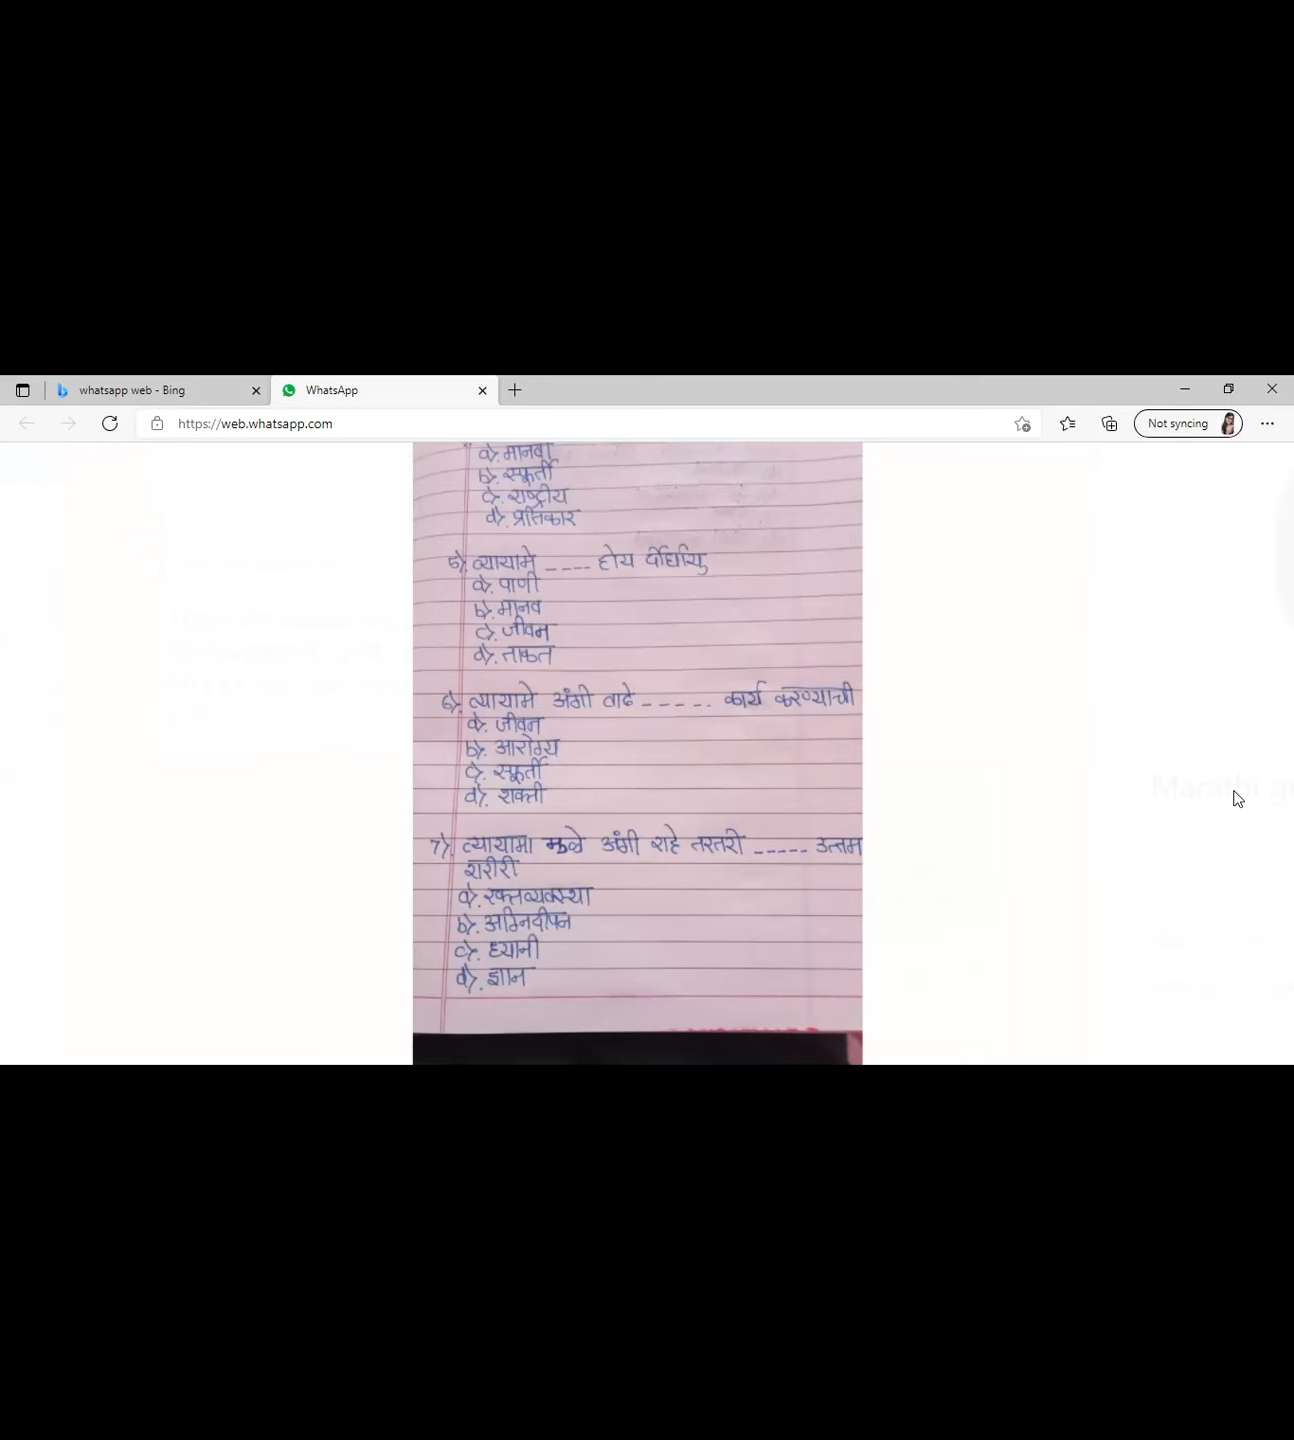 whatsapp web - Bing
WhatsApp
https://web.whatsapp.com
Not syncing
a). मानवा
b). स्फूर्ती
c). राष्ट्रीय
d). प्रतिकार
5). व्यायामे ---- होय दीर्घायु
a). पाणी
b). मानव
c). जीवन
d). ताकत
6). व्यायामे अंगी वाढे ----- कार्य करण्याची
a). जीवन
b). आरोग्य
c). स्फूर्ती
d). शक्ती
7). व्यायामा मुळे अंगी राहे तरतरी ----- उत्तम
शरीरी
a). रक्तव्यवस्था
b). अग्निदीपन
c). ध्यानी
d). ज्ञान